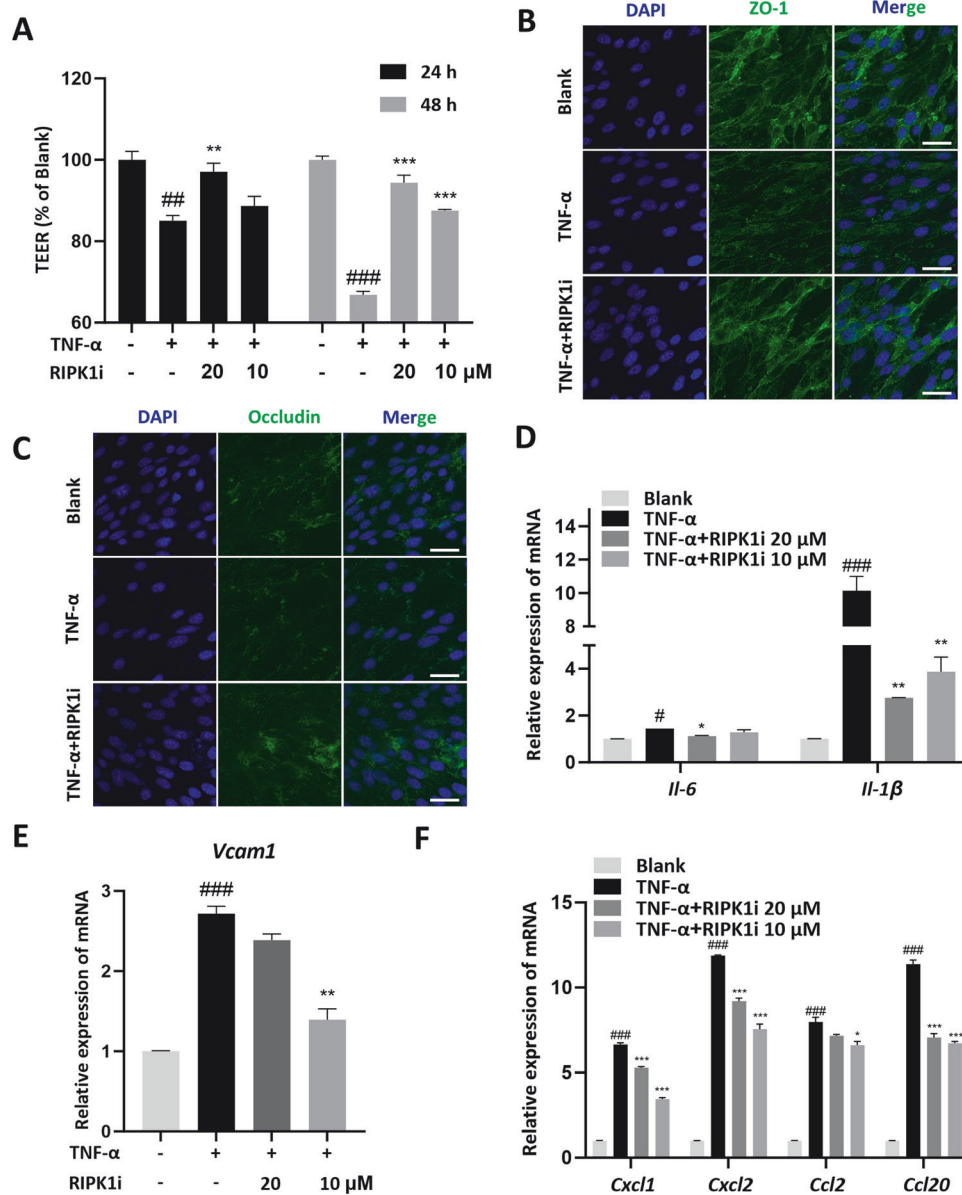 A
24 h
48 h
TEER (% of Blank)
120
100
80
60
##
**
###
***
***
TNF-α - + + + - + + +
RIPK1i - - 20 10 - - 20 10 μM
B
DAPI ZO-1 Merge
Blank
TNF-α
TNF-α+RIPK1i
C
DAPI Occludin Merge
Blank
TNF-α
TNF-α+RIPK1i
D
Blank
TNF-α
TNF-α+RIPK1i 20 μM
TNF-α+RIPK1i 10 μM
Relative expression of mRNA
14
12
10
8
4
2
0
#
*
###
**
**
Il-6 Il-1β
E
Vcam1
Relative expression of mRNA
3
2
1
0
###
**
TNF-α - + + +
RIPK1i - - 20 10 μM
F
Blank
TNF-α
TNF-α+RIPK1i 20 μM
TNF-α+RIPK1i 10 μM
Relative expression of mRNA
15
10
5
0
###
***
***
###
***
***
###
*
###
***
***
Cxcl1 Cxcl2 Ccl2 Ccl20